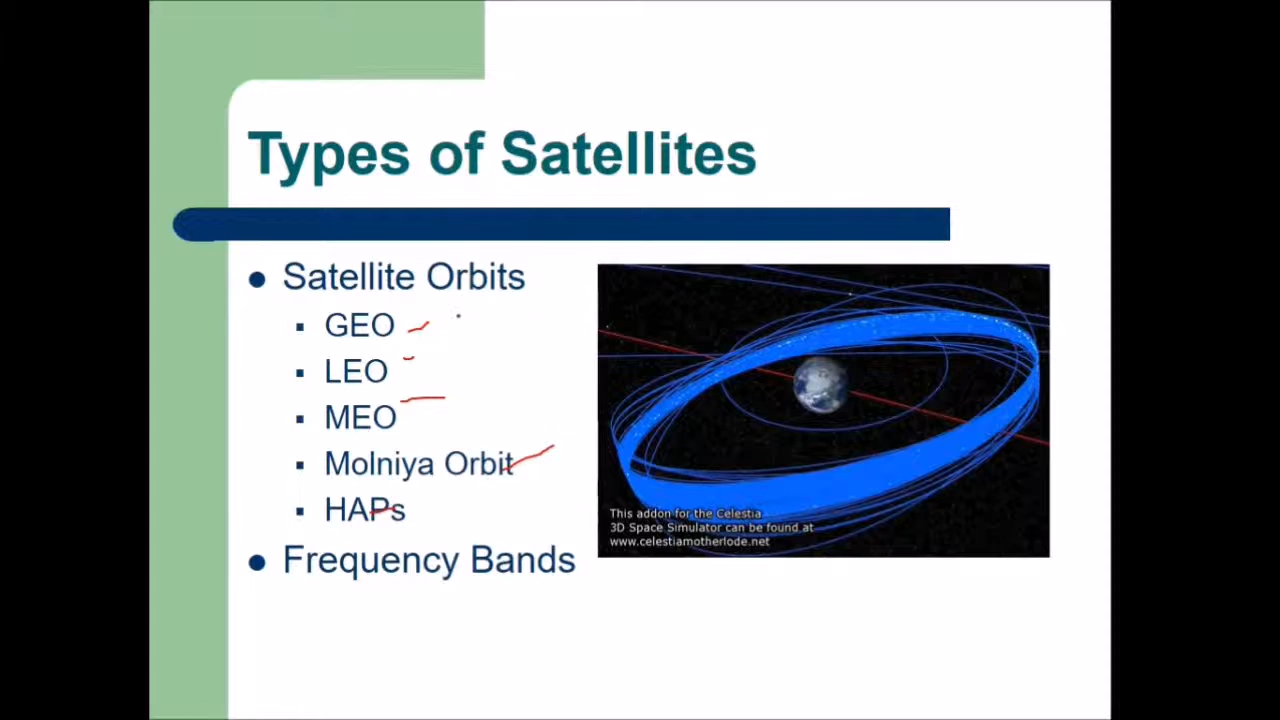 Types of Satellites
Satellite Orbits
GEO
LEO
MEO
Molniya Orbit
HAPs
Frequency Bands
This addon for the Celestia
3D Space Simulator can be found at
www.celestiamotherlode.net